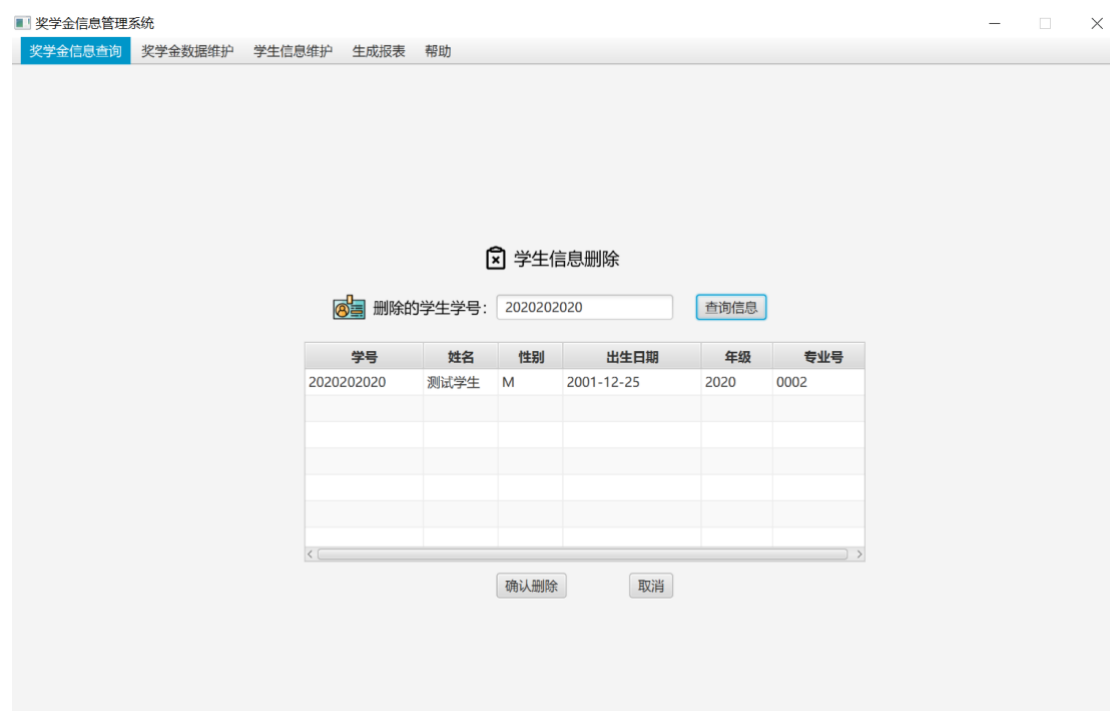 奖学金信息管理系统
奖学金信息查询 奖学金数据维护 学生信息维护 生成报表 帮助
学生信息删除
删除的学生学号: 2020202020 查询信息
学号 姓名 性别 出生日期 年级 专业号
2020202020 测试学生 M 2001-12-25 2020 0002
确认删除 取消